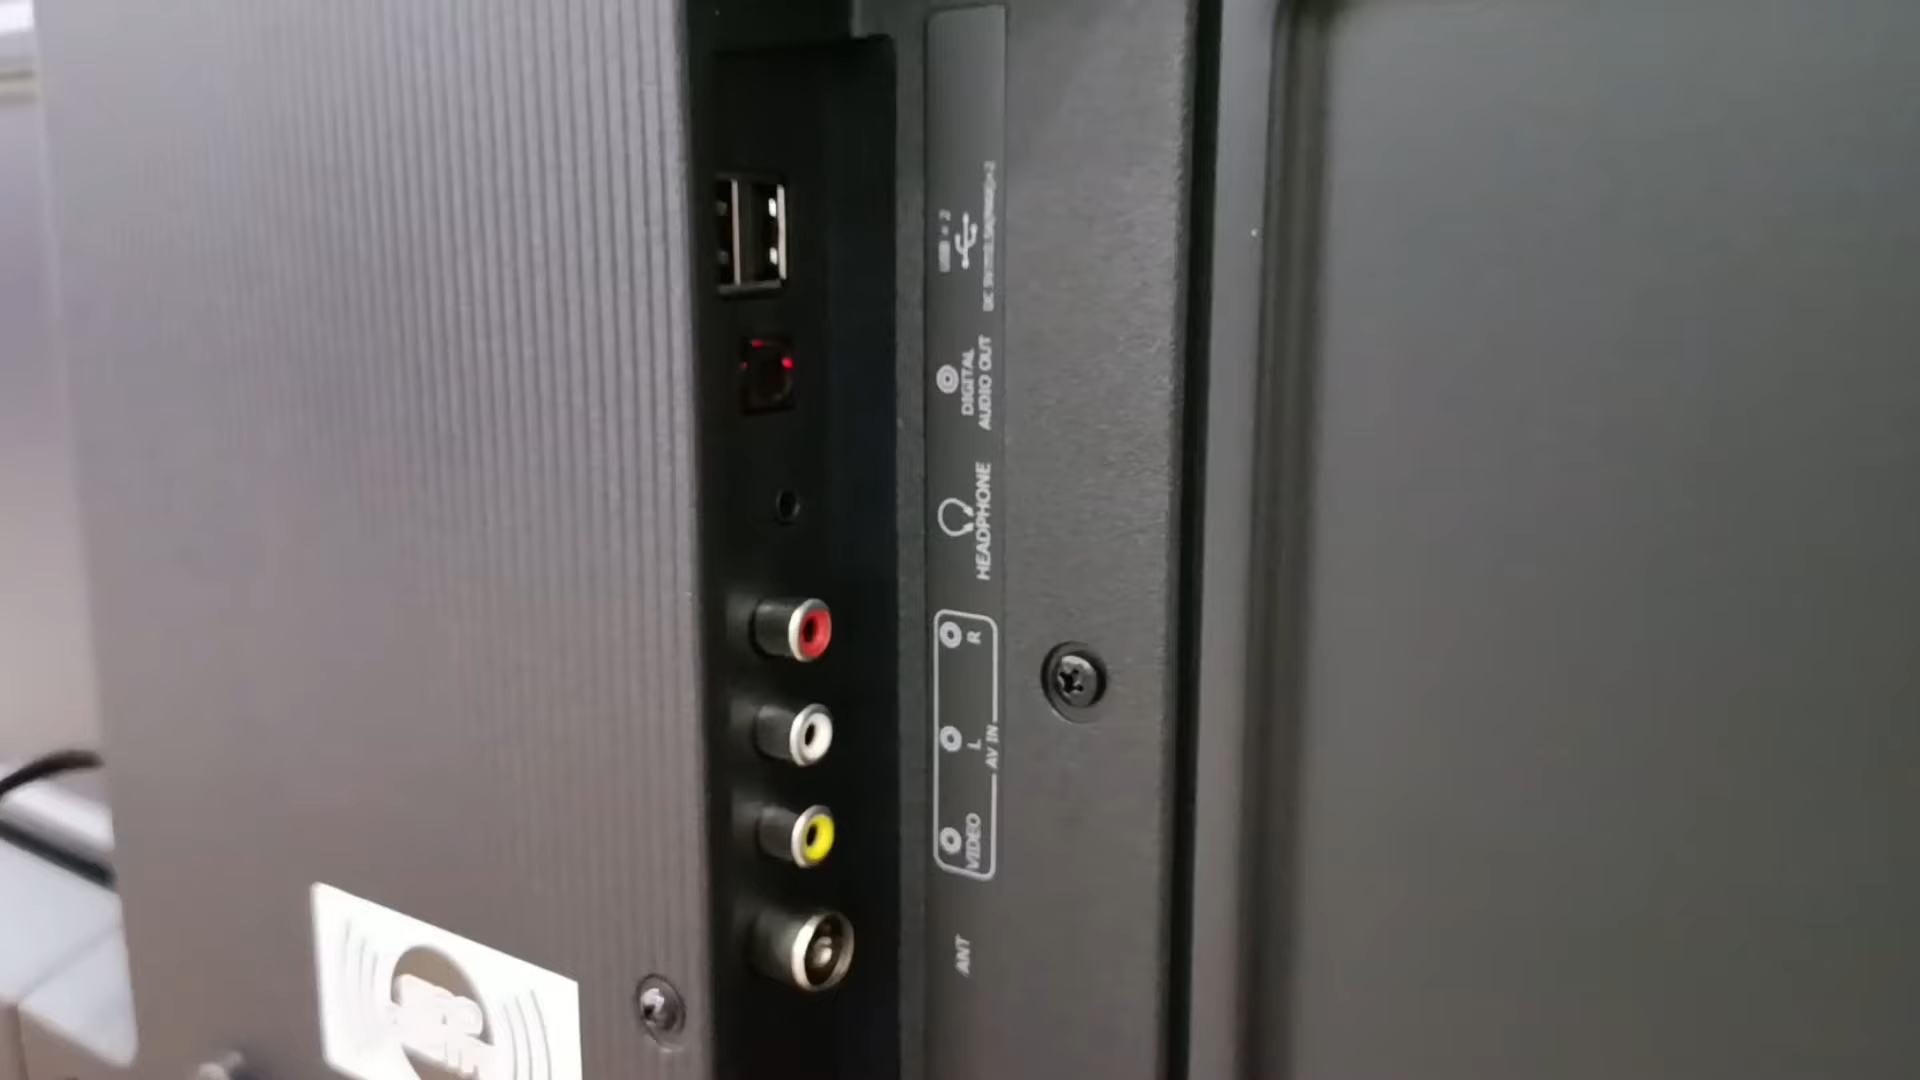 DIGITAL
AUDIO OUT
HEADPHONE
R
L
AV IN
VIDEO
ANT